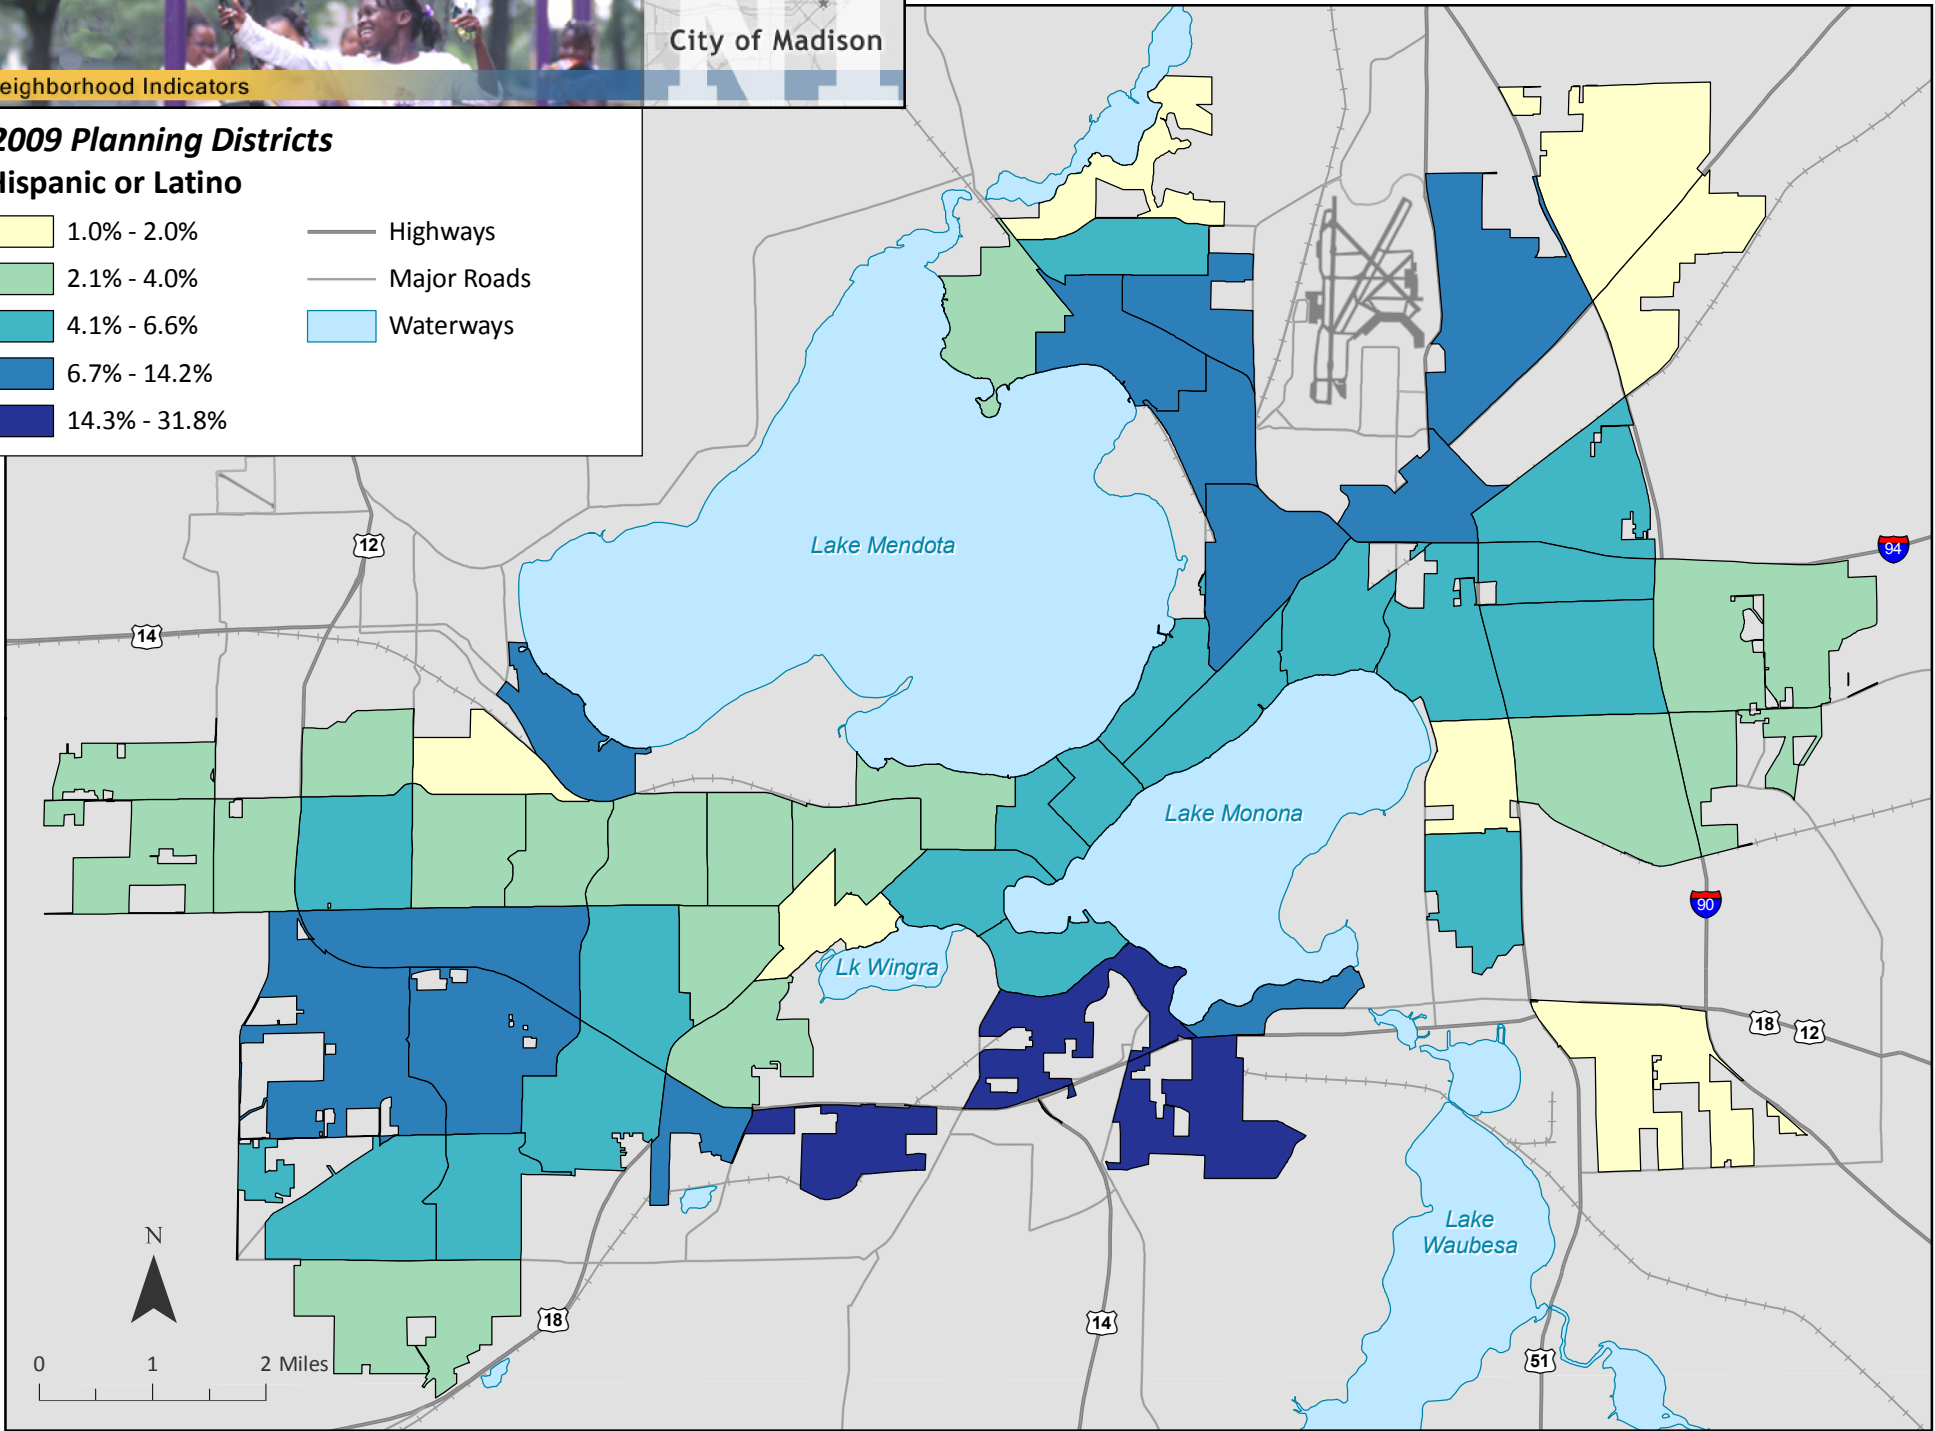 City of Madison
eighborhood Indicators
2009 Planning Districts
Hispanic or Latino
1.0% - 2.0%
Highways
2.1% - 4.0%
Major Roads
4.1% - 6.6%
Waterways
6.7% - 14.2%
14.3% - 31.8%
Lake Mendota
12
94
14
Lake Monona
90
Lk Wingra
18
12
Lake
Waubesa
N
18
14
51
0 1 2 Miles